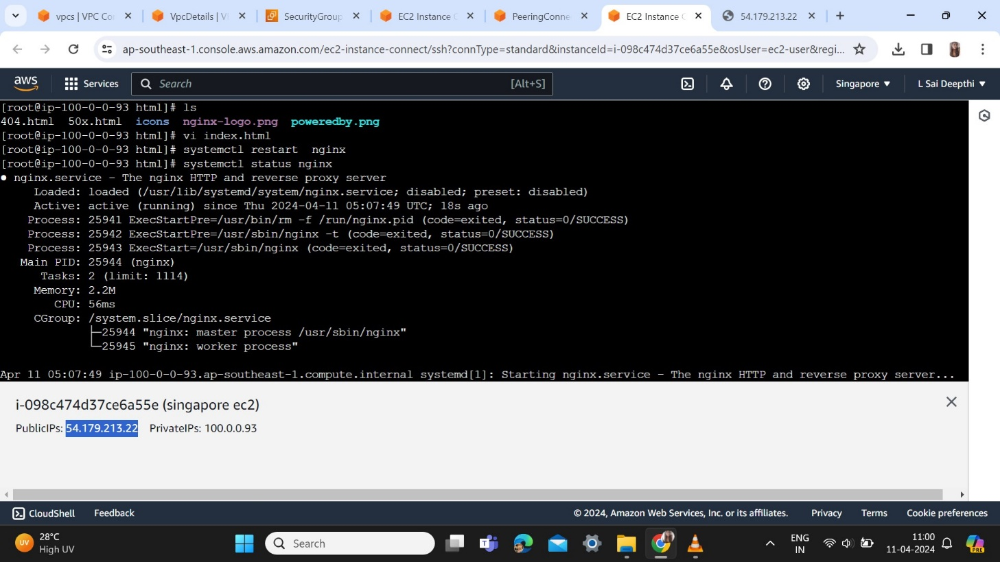 vpcs | VPC Co
VpcDetails | V
SecurityGroup
EC2 Instance
PeeringConne
EC2 Instance
54.179.213.22
ap-southeast-1.console.aws.amazon.com/ec2-instance-connect/ssh?connType=standard&instanceId=i-098c474d37ce6a55e&osUser=ec2-user&regi...
aws
Services
Search
[Alt+S]
Singapore
L Sai Deepthi
[root@ip-100-0-0-93 html]# ls
404.html  50x.html  icons  nginx-logo.png  poweredby.png
[root@ip-100-0-0-93 html]# vi index.html
[root@ip-100-0-0-93 html]# systemctl restart  nginx
[root@ip-100-0-0-93 html]# systemctl status nginx
● nginx.service - The nginx HTTP and reverse proxy server
     Loaded: loaded (/usr/lib/systemd/system/nginx.service; disabled; preset: disabled)
     Active: active (running) since Thu 2024-04-11 05:07:49 UTC; 18s ago
    Process: 25941 ExecStartPre=/usr/bin/rm -f /run/nginx.pid (code=exited, status=0/SUCCESS)
    Process: 25942 ExecStartPre=/usr/sbin/nginx -t (code=exited, status=0/SUCCESS)
    Process: 25943 ExecStart=/usr/sbin/nginx (code=exited, status=0/SUCCESS)
   Main PID: 25944 (nginx)
      Tasks: 2 (limit: 1114)
     Memory: 2.2M
        CPU: 56ms
     CGroup: /system.slice/nginx.service
             ├─25944 "nginx: master process /usr/sbin/nginx"
             └─25945 "nginx: worker process"
Apr 11 05:07:49 ip-100-0-0-93.ap-southeast-1.compute.internal systemd[1]: Starting nginx.service - The nginx HTTP and reverse proxy server...
i-098c474d37ce6a55e (singapore ec2)
PublicIPs: 54.179.213.22   PrivateIPs: 100.0.0.93
CloudShell
Feedback
© 2024, Amazon Web Services, Inc. or its affiliates.
Privacy
Terms
Cookie preferences
UV
28°C
High UV
Search
ENG
IN
11:00
11-04-2024
PRE